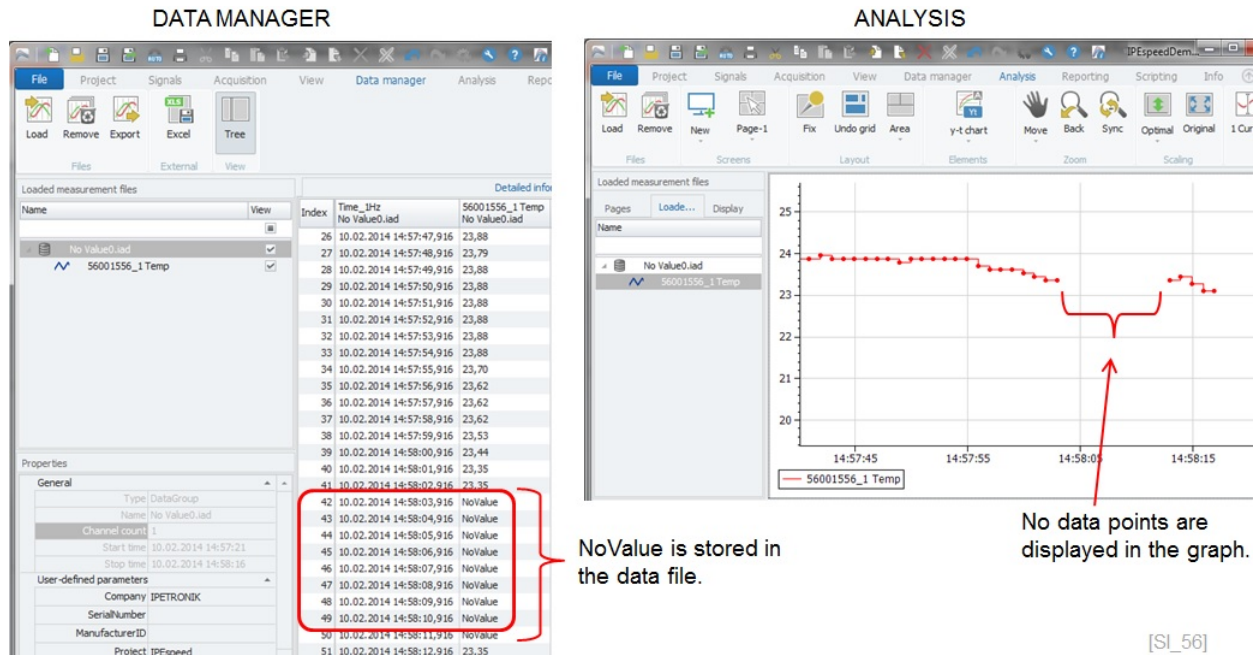 DATA MANAGER
File Project Signals Acquisition View Data manager Analysis
Load Remove Export Excel Tree
Files External View
Loaded measurement files
Name View
No Value0.iad
56001556_1 Temp
Properties
General
Type DataGroup
Name No Value0.iad
Channel count 1
Start time 10.02.2014 14:57:21
Stop time 10.02.2014 14:58:16
User-defined parameters
Company IPETRONIK
SerialNumber
ManufacturerID
Project IPEspeed
Index Time_1Hz 56001556_1 Temp
No Value0.iad No Value0.iad
26 10.02.2014 14:57:47,916 23,88
27 10.02.2014 14:57:48,916 23,79
28 10.02.2014 14:57:49,916 23,88
29 10.02.2014 14:57:50,916 23,88
30 10.02.2014 14:57:51,916 23,88
31 10.02.2014 14:57:52,916 23,88
32 10.02.2014 14:57:53,916 23,88
33 10.02.2014 14:57:54,916 23,88
34 10.02.2014 14:57:55,916 23,70
35 10.02.2014 14:57:56,916 23,62
36 10.02.2014 14:57:57,916 23,62
37 10.02.2014 14:57:58,916 23,62
38 10.02.2014 14:57:59,916 23,53
39 10.02.2014 14:58:00,916 23,44
40 10.02.2014 14:58:01,916 23,35
41 10.02.2014 14:58:02,916 23,35
42 10.02.2014 14:58:03,916 NoValue
43 10.02.2014 14:58:04,916 NoValue
44 10.02.2014 14:58:05,916 NoValue
45 10.02.2014 14:58:06,916 NoValue
46 10.02.2014 14:58:07,916 NoValue
47 10.02.2014 14:58:08,916 NoValue
48 10.02.2014 14:58:09,916 NoValue
49 10.02.2014 14:58:10,916 NoValue
50 10.02.2014 14:58:11,916 NoValue
51 10.02.2014 14:58:12,916 23,35
NoValue is stored in
the data file.
ANALYSIS
IPEspeedDem...
File Project Signals Acquisition View Data manager Analysis Reporting Scripting Info
Load Remove New Page-1 Fix Undo grid Area y-t chart Move Back Sync Optimal Original
Files Screens Layout Elements Zoom Scaling
Loaded measurement files
Pages Loade... Display
Name
No Value0.iad
56001556_1 Temp
25
24
23
22
21
20
14:57:45 14:57:55 14:58:05 14:58:15
56001556_1 Temp
No data points are
displayed in the graph.
[SI_56]